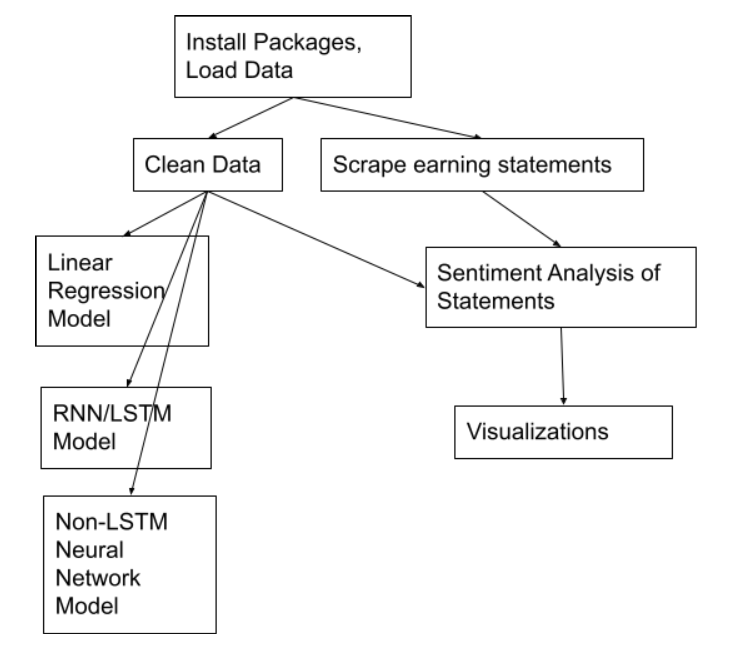 Install Packages,
Load Data
Clean Data
Scrape earning statements
Linear
Regression
Model
Sentiment Analysis of
Statements
RNN/LSTM
Model
Visualizations
Non-LSTM
Neural
Network
Model